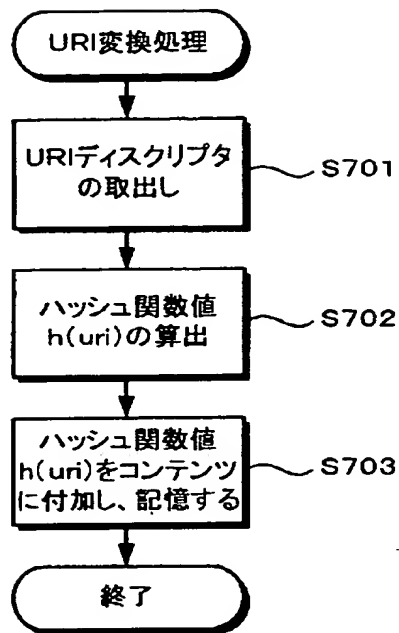 URI変換処理
URIディスクリプタ
の取出し
S701
ハッシュ関数値
h(uri)の算出
S702
ハッシュ関数値
h(uri)をコンテンツ
に付加し、記憶する
S703
終了